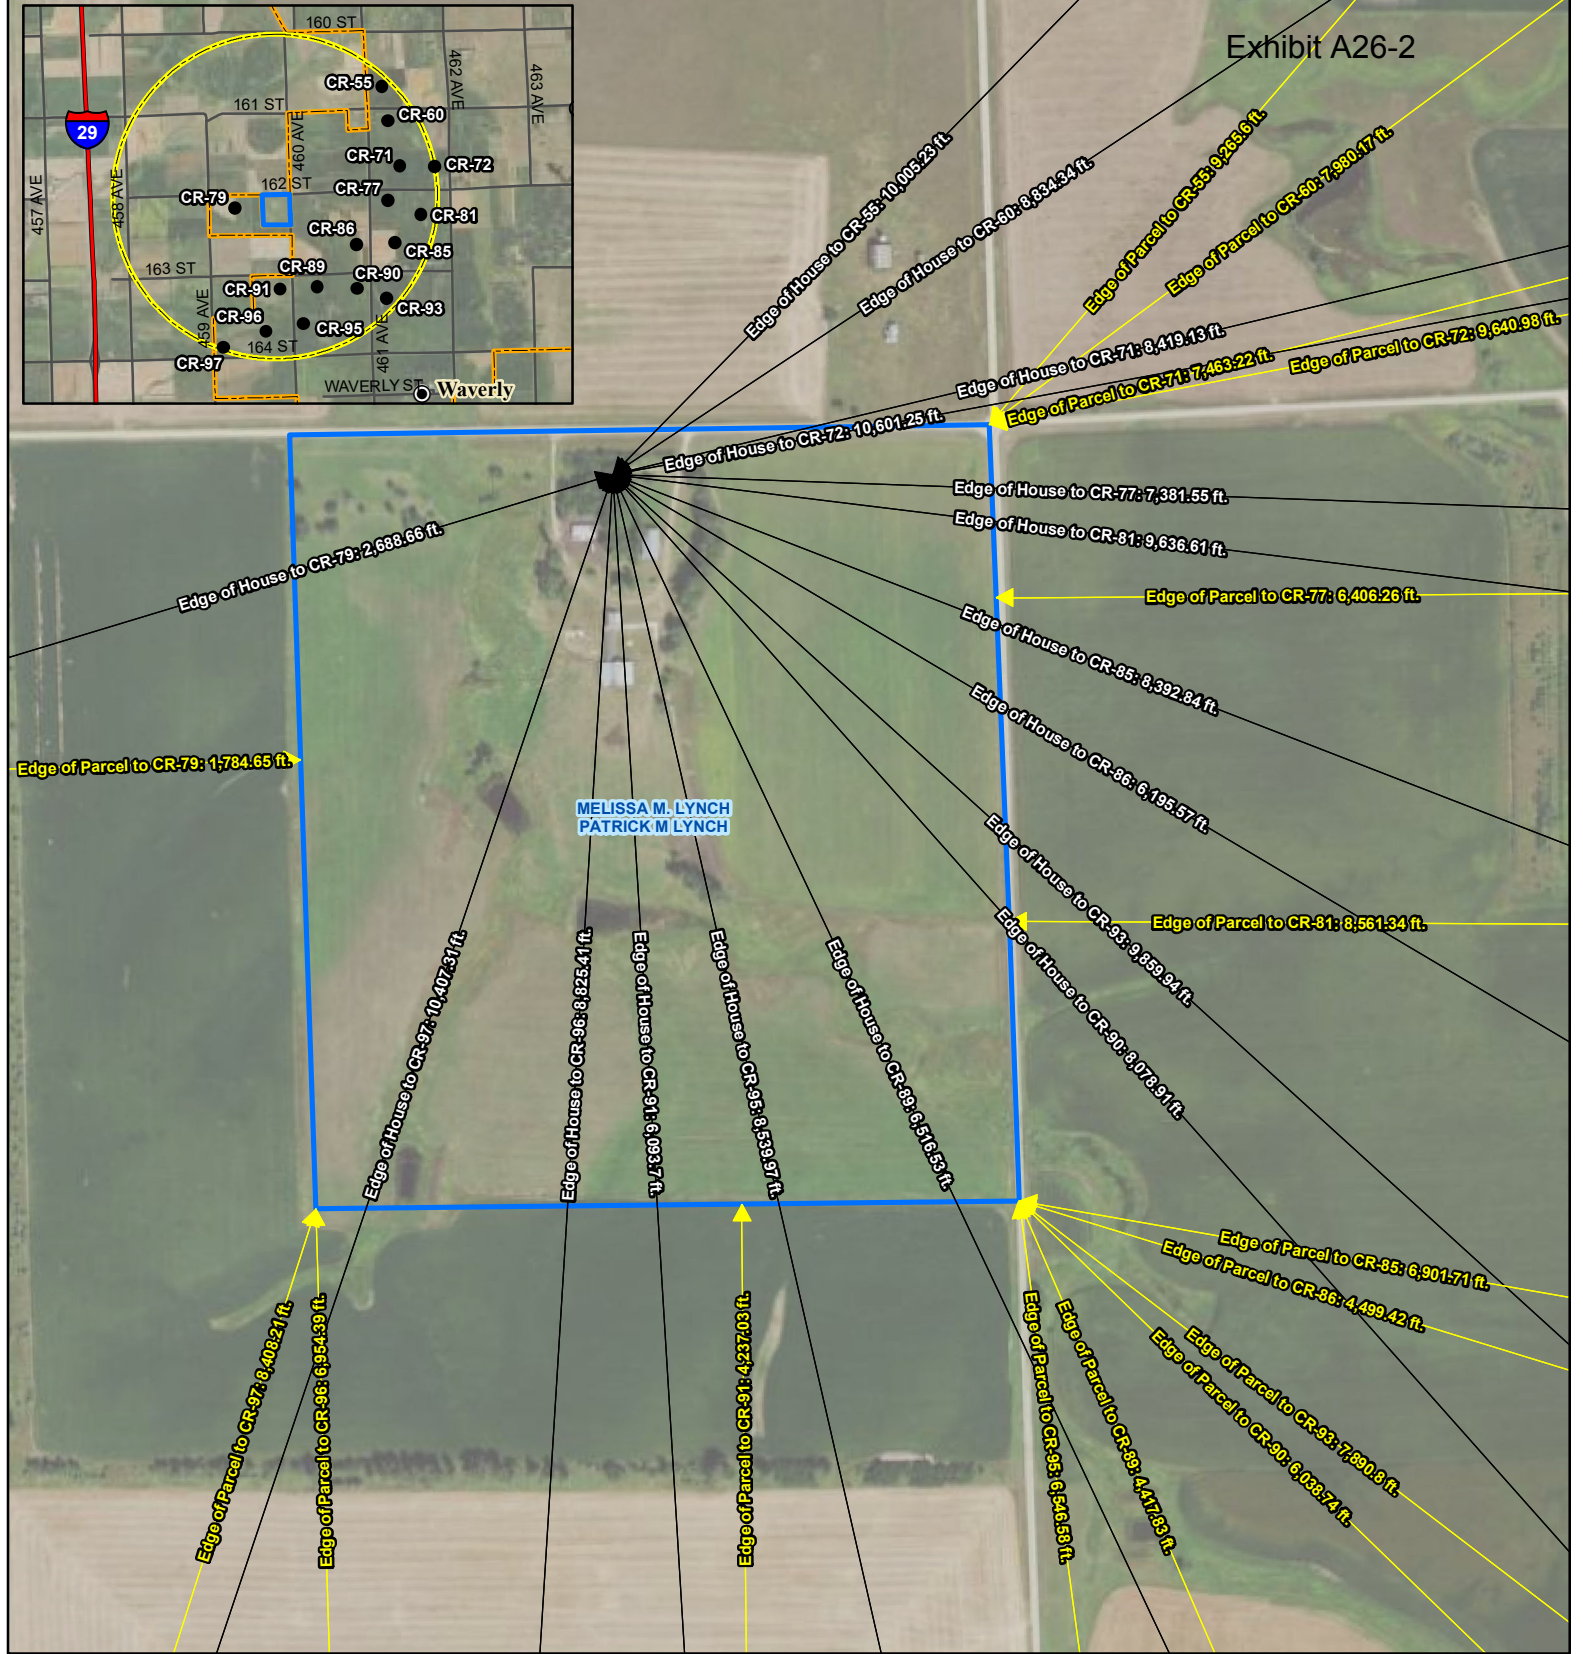 Exhibit A26-2
160 ST
462 AVE
463 AVE
CR-55
161 ST
CR-60
29
460 AVE
CR-71
CR-72
457 AVE
458 AVE
162 ST
CR-79
CR-77
CR-81
CR-86
CR-85
163 ST
CR-89
CR-90
CR-91
CR-93
459 AVE
CR-96
CR-95
461 AVE
164 ST
CR-97
WAVERLY ST
Waverly
Edge of House to CR-55: 10,005.23 ft.
Edge of House to CR-60: 8,834.34 ft.
Edge of Parcel to CR-55: 9,265.6 ft.
Edge of Parcel to CR-60: 7,980.17 ft.
Edge of House to CR-71: 8,419.13 ft.
Edge of Parcel to CR-71: 7,463.22 ft.
Edge of Parcel to CR-72: 9,640.98 ft.
Edge of House to CR-72: 10,601.25 ft.
Edge of House to CR-77: 7,381.55 ft.
Edge of House to CR-81: 9,636.61 ft.
Edge of House to CR-79: 2,688.66 ft.
Edge of Parcel to CR-77: 6,406.26 ft.
Edge of House to CR-85: 8,392.84 ft.
Edge of House to CR-86: 6,195.57 ft.
Edge of Parcel to CR-79: 1,784.65 ft.
MELISSA M. LYNCH
PATRICK M LYNCH
Edge of House to CR-93: 9,859.94 ft.
Edge of Parcel to CR-81: 8,561.34 ft.
Edge of House to CR-90: 8,078.91 ft.
Edge of House to CR-97: 10,407.31 ft.
Edge of House to CR-96: 8,825.41 ft.
Edge of House to CR-91: 6,093.7 ft.
Edge of House to CR-95: 8,539.97 ft.
Edge of House to CR-89: 6,516.53 ft.
Edge of Parcel to CR-85: 6,901.71 ft.
Edge of Parcel to CR-86: 4,499.42 ft.
Edge of Parcel to CR-97: 8,408.21 ft.
Edge of Parcel to CR-96: 6,954.39 ft.
Edge of Parcel to CR-91: 4,237.03 ft.
Edge of Parcel to CR-95: 6,546.58 ft.
Edge of Parcel to CR-89: 4,417.83 ft.
Edge of Parcel to CR-93: 7,890.8 ft.
Edge of Parcel to CR-90: 6,038.74 ft.